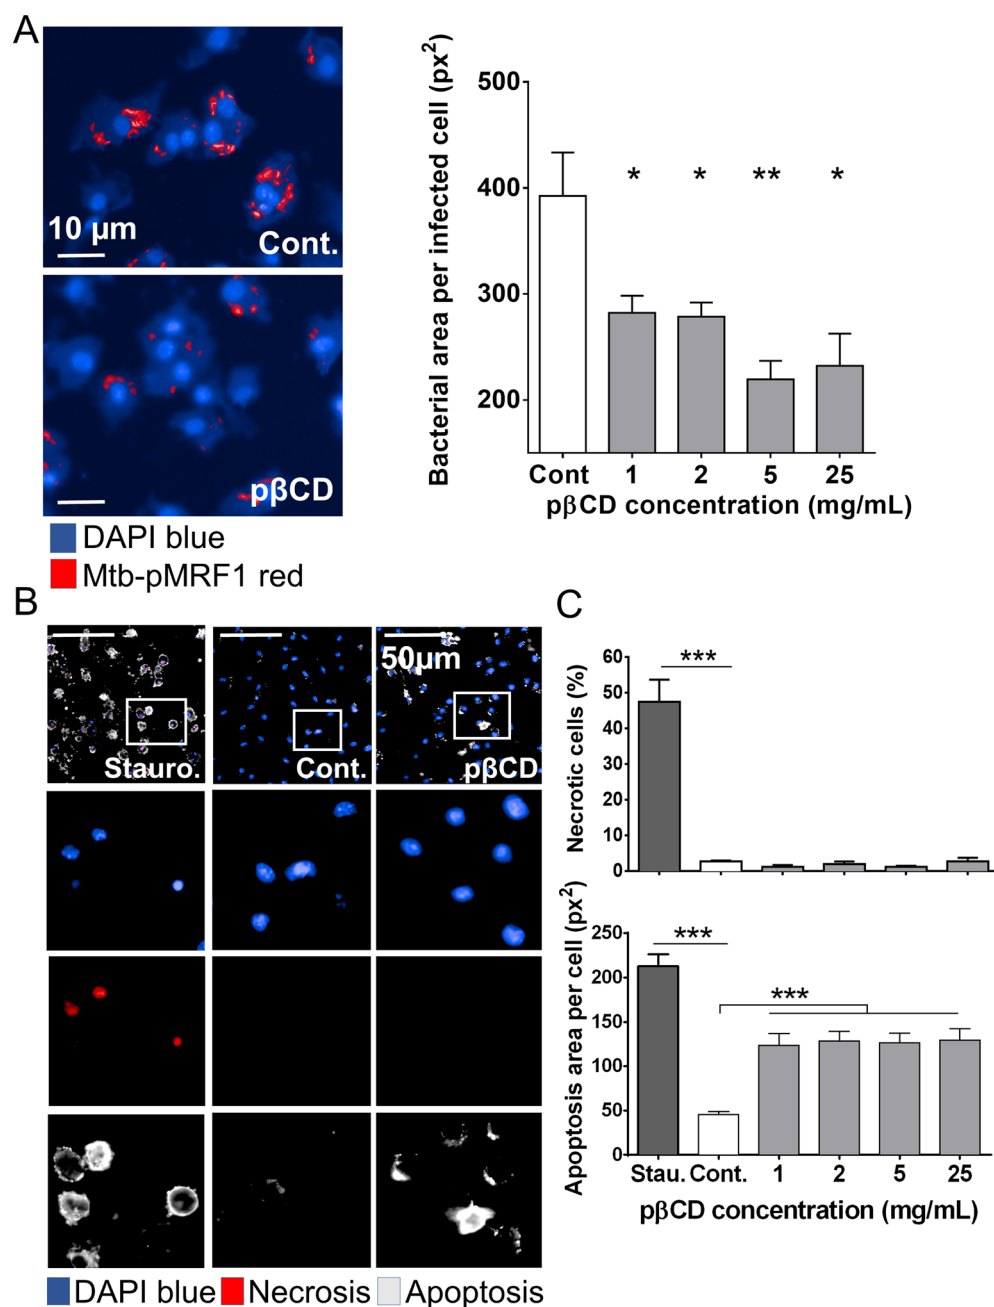 A
10 µm
Cont.
pβCD
DAPI blue
Mtb-pMRF1 red
Bacterial area per infected cell (px²)
500
400
300
200
* * ** *
Cont 1 2 5 25
pβCD concentration (mg/mL)
B
50µm
Stauro. Cont. pβCD
DAPI blue Necrosis Apoptosis
C
Necrotic cells (%)
60
50
40
30
20
10
0
***
Apoptosis area per cell (px²)
250
200
150
100
50
0
***
***
Stau. Cont. 1 2 5 25
pβCD concentration (mg/mL)